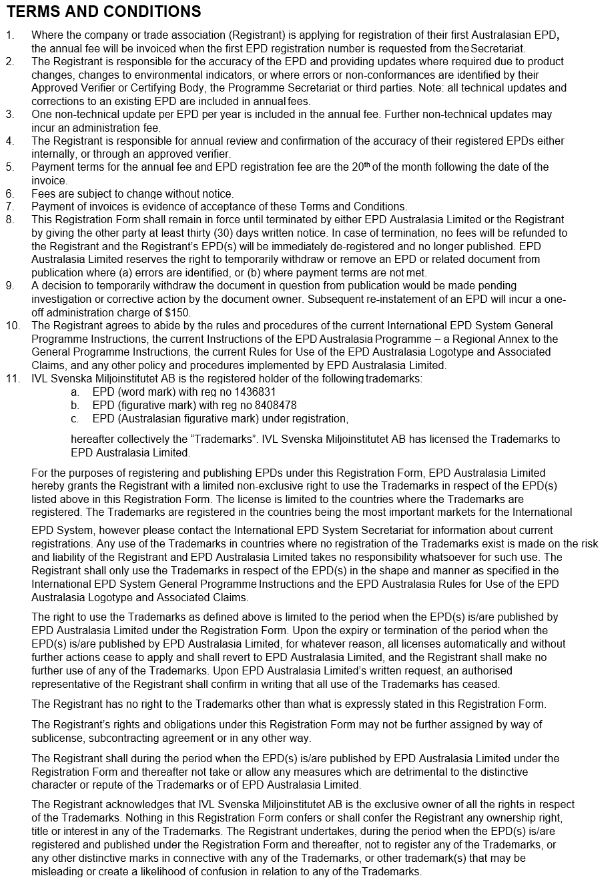 TERMS AND CONDITIONS
1. Where the company or trade association (Registrant) is applying for registration of their first Australasian EPD,
the annual fee will be invoiced when the first EPD registration number is requested from the Secretariat.
2. The Registrant is responsible for the accuracy of the EPD and providing updates where required due to product
changes, changes to environmental indicators, or where errors or non-conformances are identified by their
Approved Verifier or Certifying Body, the Programme Secretariat or third parties. Note: all technical updates and
corrections to an existing EPD are included in annual fees.
3. One non-technical update per EPD per year is included in the annual fee. Further non-technical updates may
incur an administration fee.
4. The Registrant is responsible for annual review and confirmation of the accuracy of their registered EPDs either
internally, or through an approved verifier.
5. Payment terms for the annual fee and EPD registration fee are the 20th of the month following the date of the
invoice.
6. Fees are subject to change without notice.
7. Payment of invoices is evidence of acceptance of these Terms and Conditions.
8. This Registration Form shall remain in force until terminated by either EPD Australasia Limited or the Registrant
by giving the other party at least thirty (30) days written notice. In case of termination, no fees will be refunded to
the Registrant and the Registrant's EPD(s) will be immediately de-registered and no longer published. EPD
Australasia Limited reserves the right to temporarily withdraw or remove an EPD or related document from
publication where (a) errors are identified, or (b) where payment terms are not met.
9. A decision to temporarily withdraw the document in question from publication would be made pending
investigation or corrective action by the document owner. Subsequent re-instatement of an EPD will incur a one-
off administration charge of $150.
10. The Registrant agrees to abide by the rules and procedures of the current International EPD System General
Programme Instructions, the current Instructions of the EPD Australasia Programme – a Regional Annex to the
General Programme Instructions, the current Rules for Use of the EPD Australasia Logotype and Associated
Claims, and any other policy and procedures implemented by EPD Australasia Limited.
11. IVL Svenska Miljoinstitutet AB is the registered holder of the following trademarks:
a. EPD (word mark) with reg no 1436831
b. EPD (figurative mark) with reg no 8408478
c. EPD (Australasian figurative mark) under registration,
hereafter collectively the "Trademarks". IVL Svenska Miljoinstitutet AB has licensed the Trademarks to
EPD Australasia Limited.
For the purposes of registering and publishing EPDs under this Registration Form, EPD Australasia Limited
hereby grants the Registrant with a limited non-exclusive right to use the Trademarks in respect of the EPD(s)
listed above in this Registration Form. The license is limited to the countries where the Trademarks are
registered. The Trademarks are registered in the countries being the most important markets for the International
EPD System, however please contact the International EPD System Secretariat for information about current
registrations. Any use of the Trademarks in countries where no registration of the Trademarks exist is made on the risk
and liability of the Registrant and EPD Australasia Limited takes no responsibility whatsoever for such use. The
Registrant shall only use the Trademarks in respect of the EPD(s) in the shape and manner as specified in the
International EPD System General Programme Instructions and the EPD Australasia Rules for Use of the EPD
Australasia Logotype and Associated Claims.
The right to use the Trademarks as defined above is limited to the period when the EPD(s) is/are published by
EPD Australasia Limited under the Registration Form. Upon the expiry or termination of the period when the
EPD(s) is/are published by EPD Australasia Limited, for whatever reason, all licenses automatically and without
further actions cease to apply and shall revert to EPD Australasia Limited, and the Registrant shall make no
further use of any of the Trademarks. Upon EPD Australasia Limited's written request, an authorised
representative of the Registrant shall confirm in writing that all use of the Trademarks has ceased.
The Registrant has no right to the Trademarks other than what is expressly stated in this Registration Form.
The Registrant's rights and obligations under this Registration Form may not be further assigned by way of
sublicense, subcontracting agreement or in any other way.
The Registrant shall during the period when the EPD(s) is/are published by EPD Australasia Limited under the
Registration Form and thereafter not take or allow any measures which are detrimental to the distinctive
character or repute of the Trademarks or of EPD Australasia Limited.
The Registrant acknowledges that IVL Svenska Miljoinstitutet AB is the exclusive owner of all the rights in respect
of the Trademarks. Nothing in this Registration Form confers or shall confer the Registrant any ownership right,
title or interest in any of the Trademarks. The Registrant undertakes, during the period when the EPD(s) is/are
registered and published under the Registration Form and thereafter, not to register any of the Trademarks, or
any other distinctive marks in connective with any of the Trademarks, or other trademark(s) that may be
misleading or create a likelihood of confusion in relation to any of the Trademarks.